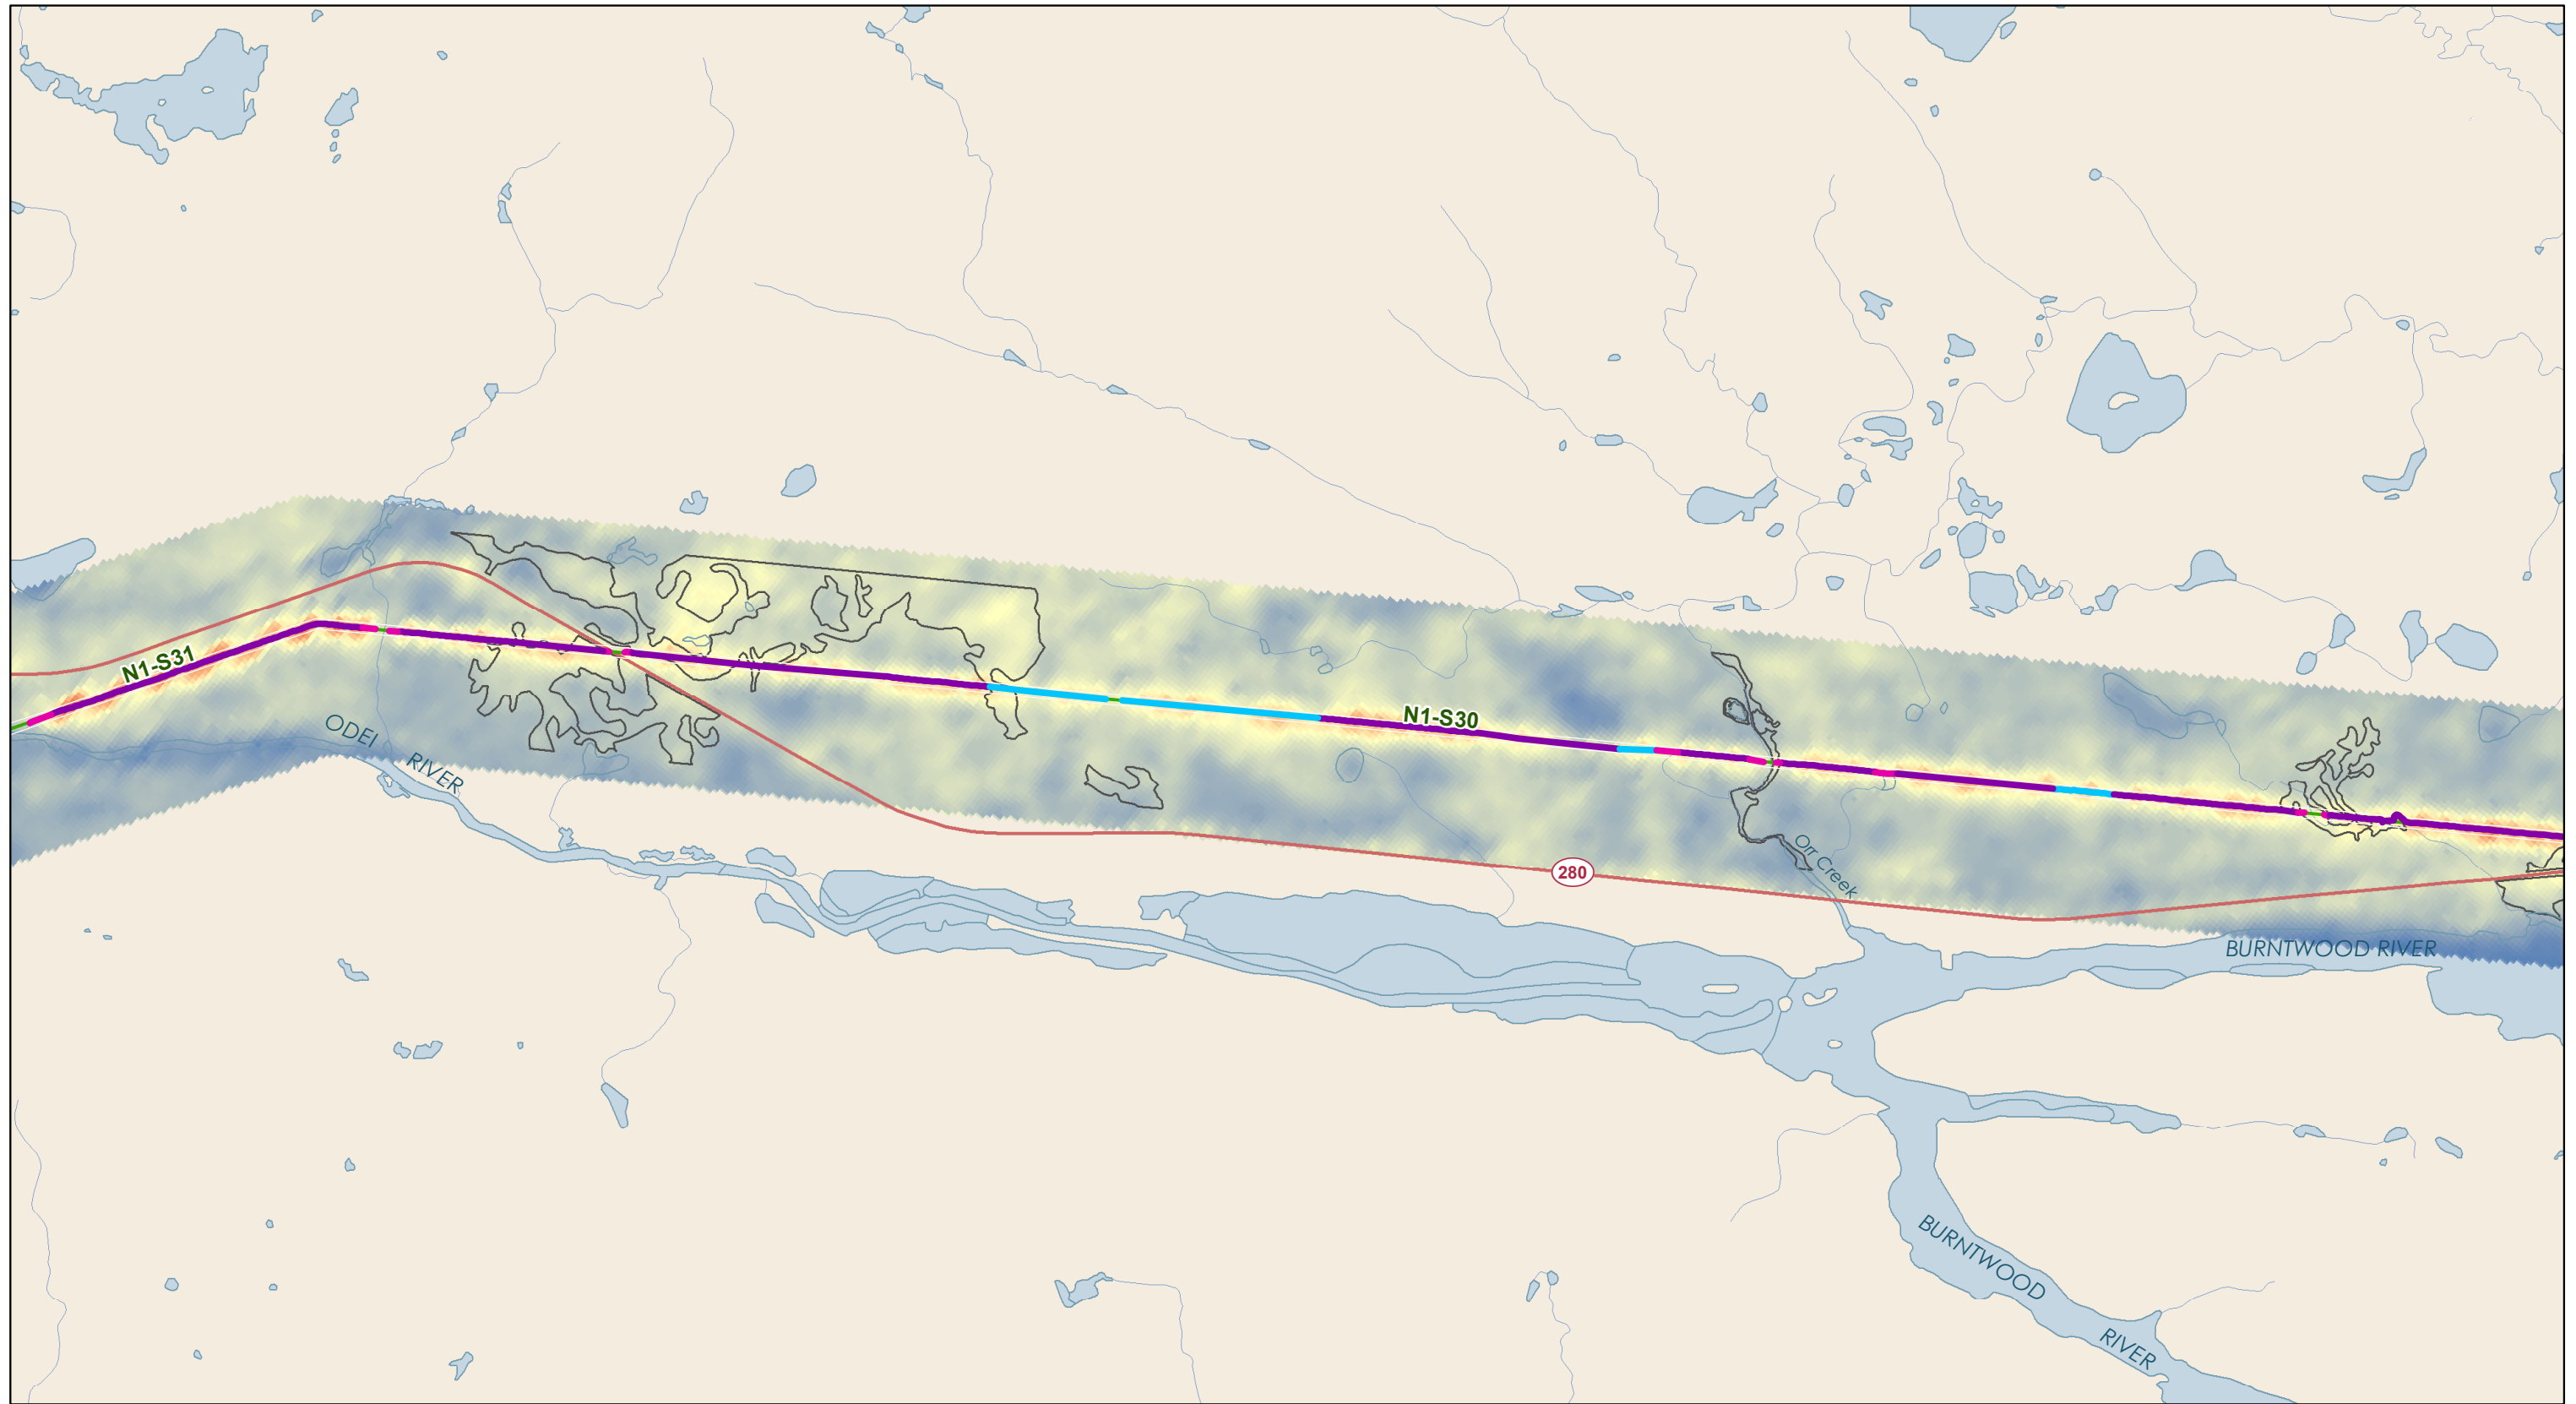 N1-S31
ODEI RIVER
N1-S30
280
Orr Creek
BURNTWOOD RIVER
BURNTWOOD
RIVER